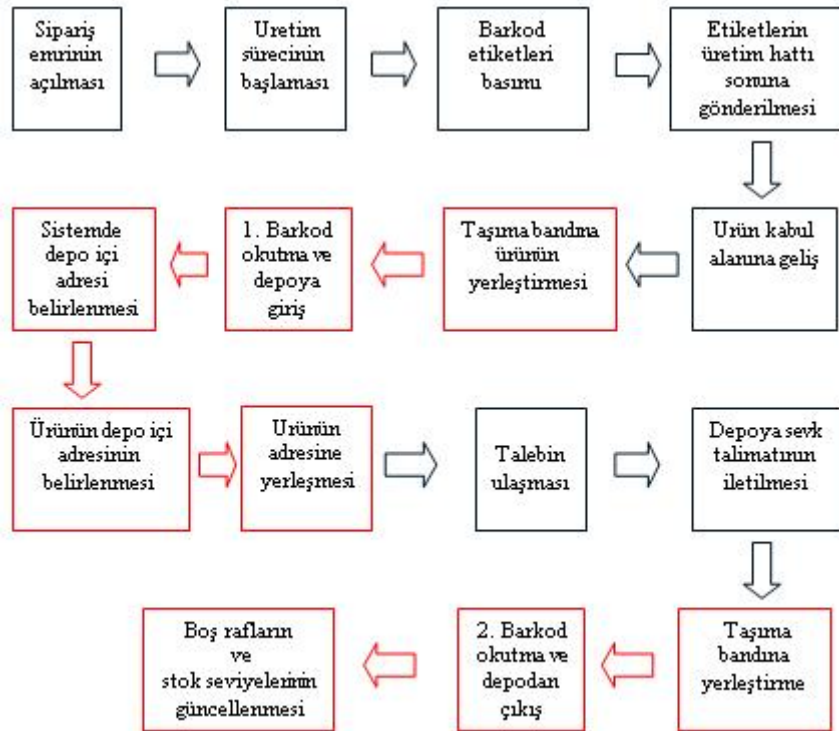 Sipariş
emrinin
açılması
Uretim
sürecinin
başlaması
Barkod
etiketleri
basımı
Etiketlerin
üretim hattı
sonuna
gönderilmesi
Urün kabul
alanına geliş
Taşıma bandına
ürünün
yerleştirmesi
1. Barkod
okutma ve
depoya
giriş
Sistemde
depo içi
adresi
belirlenmesi
Ürünün depo içi
adresinin
belirlenmesi
Urünün
adresine
yerleşmesi
Talebin
ulaşması
Depoya sevk
talimatının
iletilmesi
Taşıma
bandına
yerleştirme
2. Barkod
okutma ve
depodan
çıkış
Boş rafların
ve
stok seviyelerinin
güncellenmesi